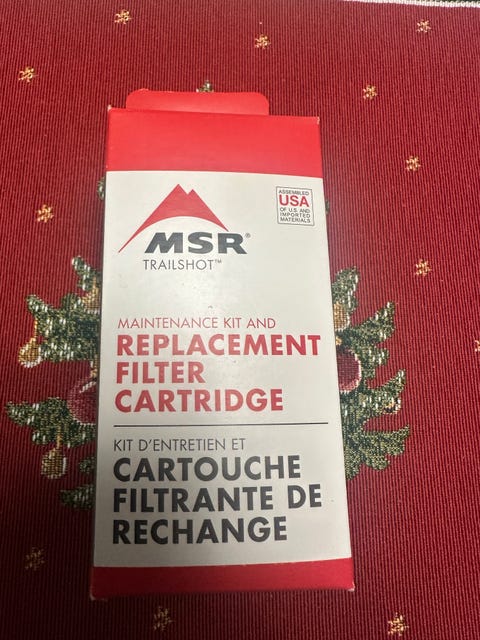 ASSEMBLED
USA
OF U.S. AND
IMPORTED
MATERIALS
MSR®
TRAILSHOT™
MAINTENANCE KIT AND
REPLACEMENT
FILTER
CARTRIDGE
KIT D'ENTRETIEN ET
CARTOUCHE
FILTRANTE DE
RECHANGE